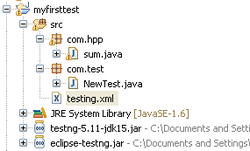 myfirsttest
src
com.hpp
sum.java
com.test
NewTest.java
testing.xml
JRE System Library [JavaSE-1.6]
testng-5.11-jdk15.jar - C:\Documents and Setti
eclipse-testng.jar - C:\Documents and Settings\